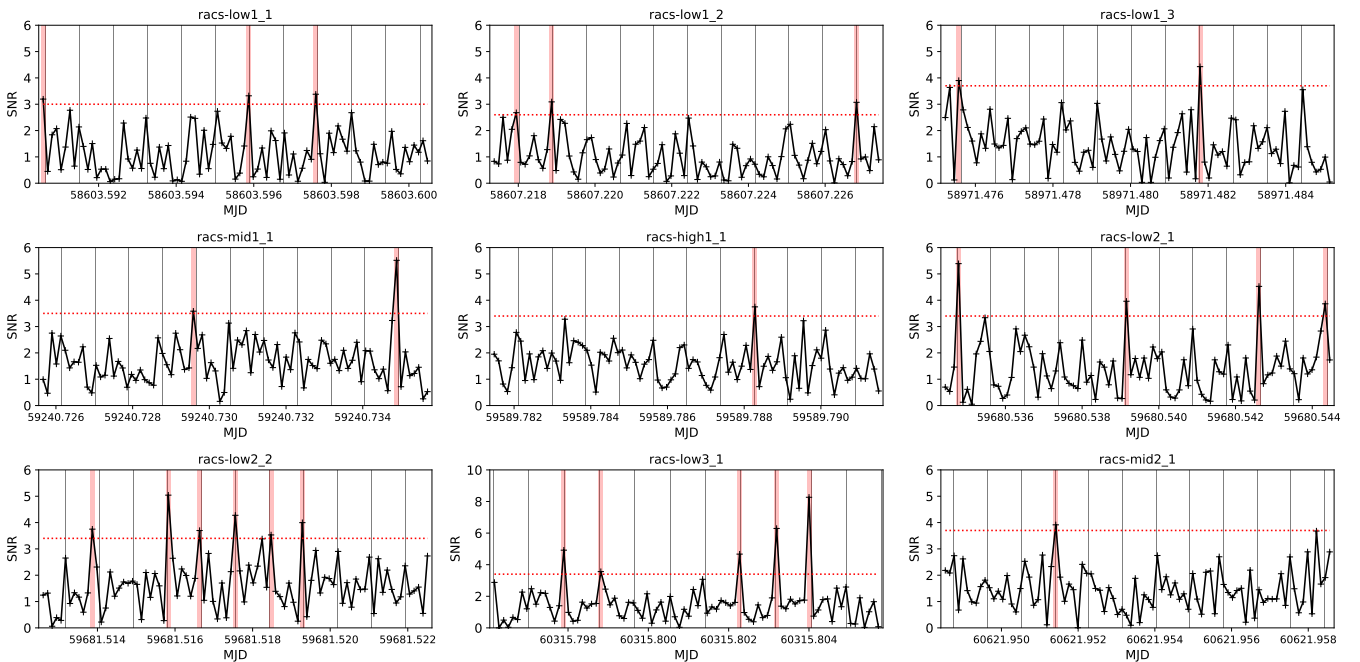 racs-low1_1
racs-low1_2
racs-low1_3
6
5
4
3
2
1
0
SNR
58603.592 58603.594 58603.596 58603.598 58603.600
MJD
6
5
4
3
2
1
0
SNR
58607.218 58607.220 58607.222 58607.224 58607.226
MJD
6
5
4
3
2
1
0
SNR
58971.476 58971.478 58971.480 58971.482 58971.484
MJD
racs-mid1_1
racs-high1_1
racs-low2_1
6
5
4
3
2
1
0
SNR
59240.726 59240.728 59240.730 59240.732 59240.734
MJD
6
5
4
3
2
1
0
SNR
59589.782 59589.784 59589.786 59589.788 59589.790
MJD
6
5
4
3
2
1
0
SNR
59680.536 59680.538 59680.540 59680.542 59680.544
MJD
racs-low2_2
racs-low3_1
racs-mid2_1
6
5
4
3
2
1
0
SNR
59681.514 59681.516 59681.518 59681.520 59681.522
MJD
10
8
6
4
2
0
SNR
60315.798 60315.800 60315.802 60315.804
MJD
6
5
4
3
2
1
0
SNR
60621.950 60621.952 60621.954 60621.956 60621.958
MJD